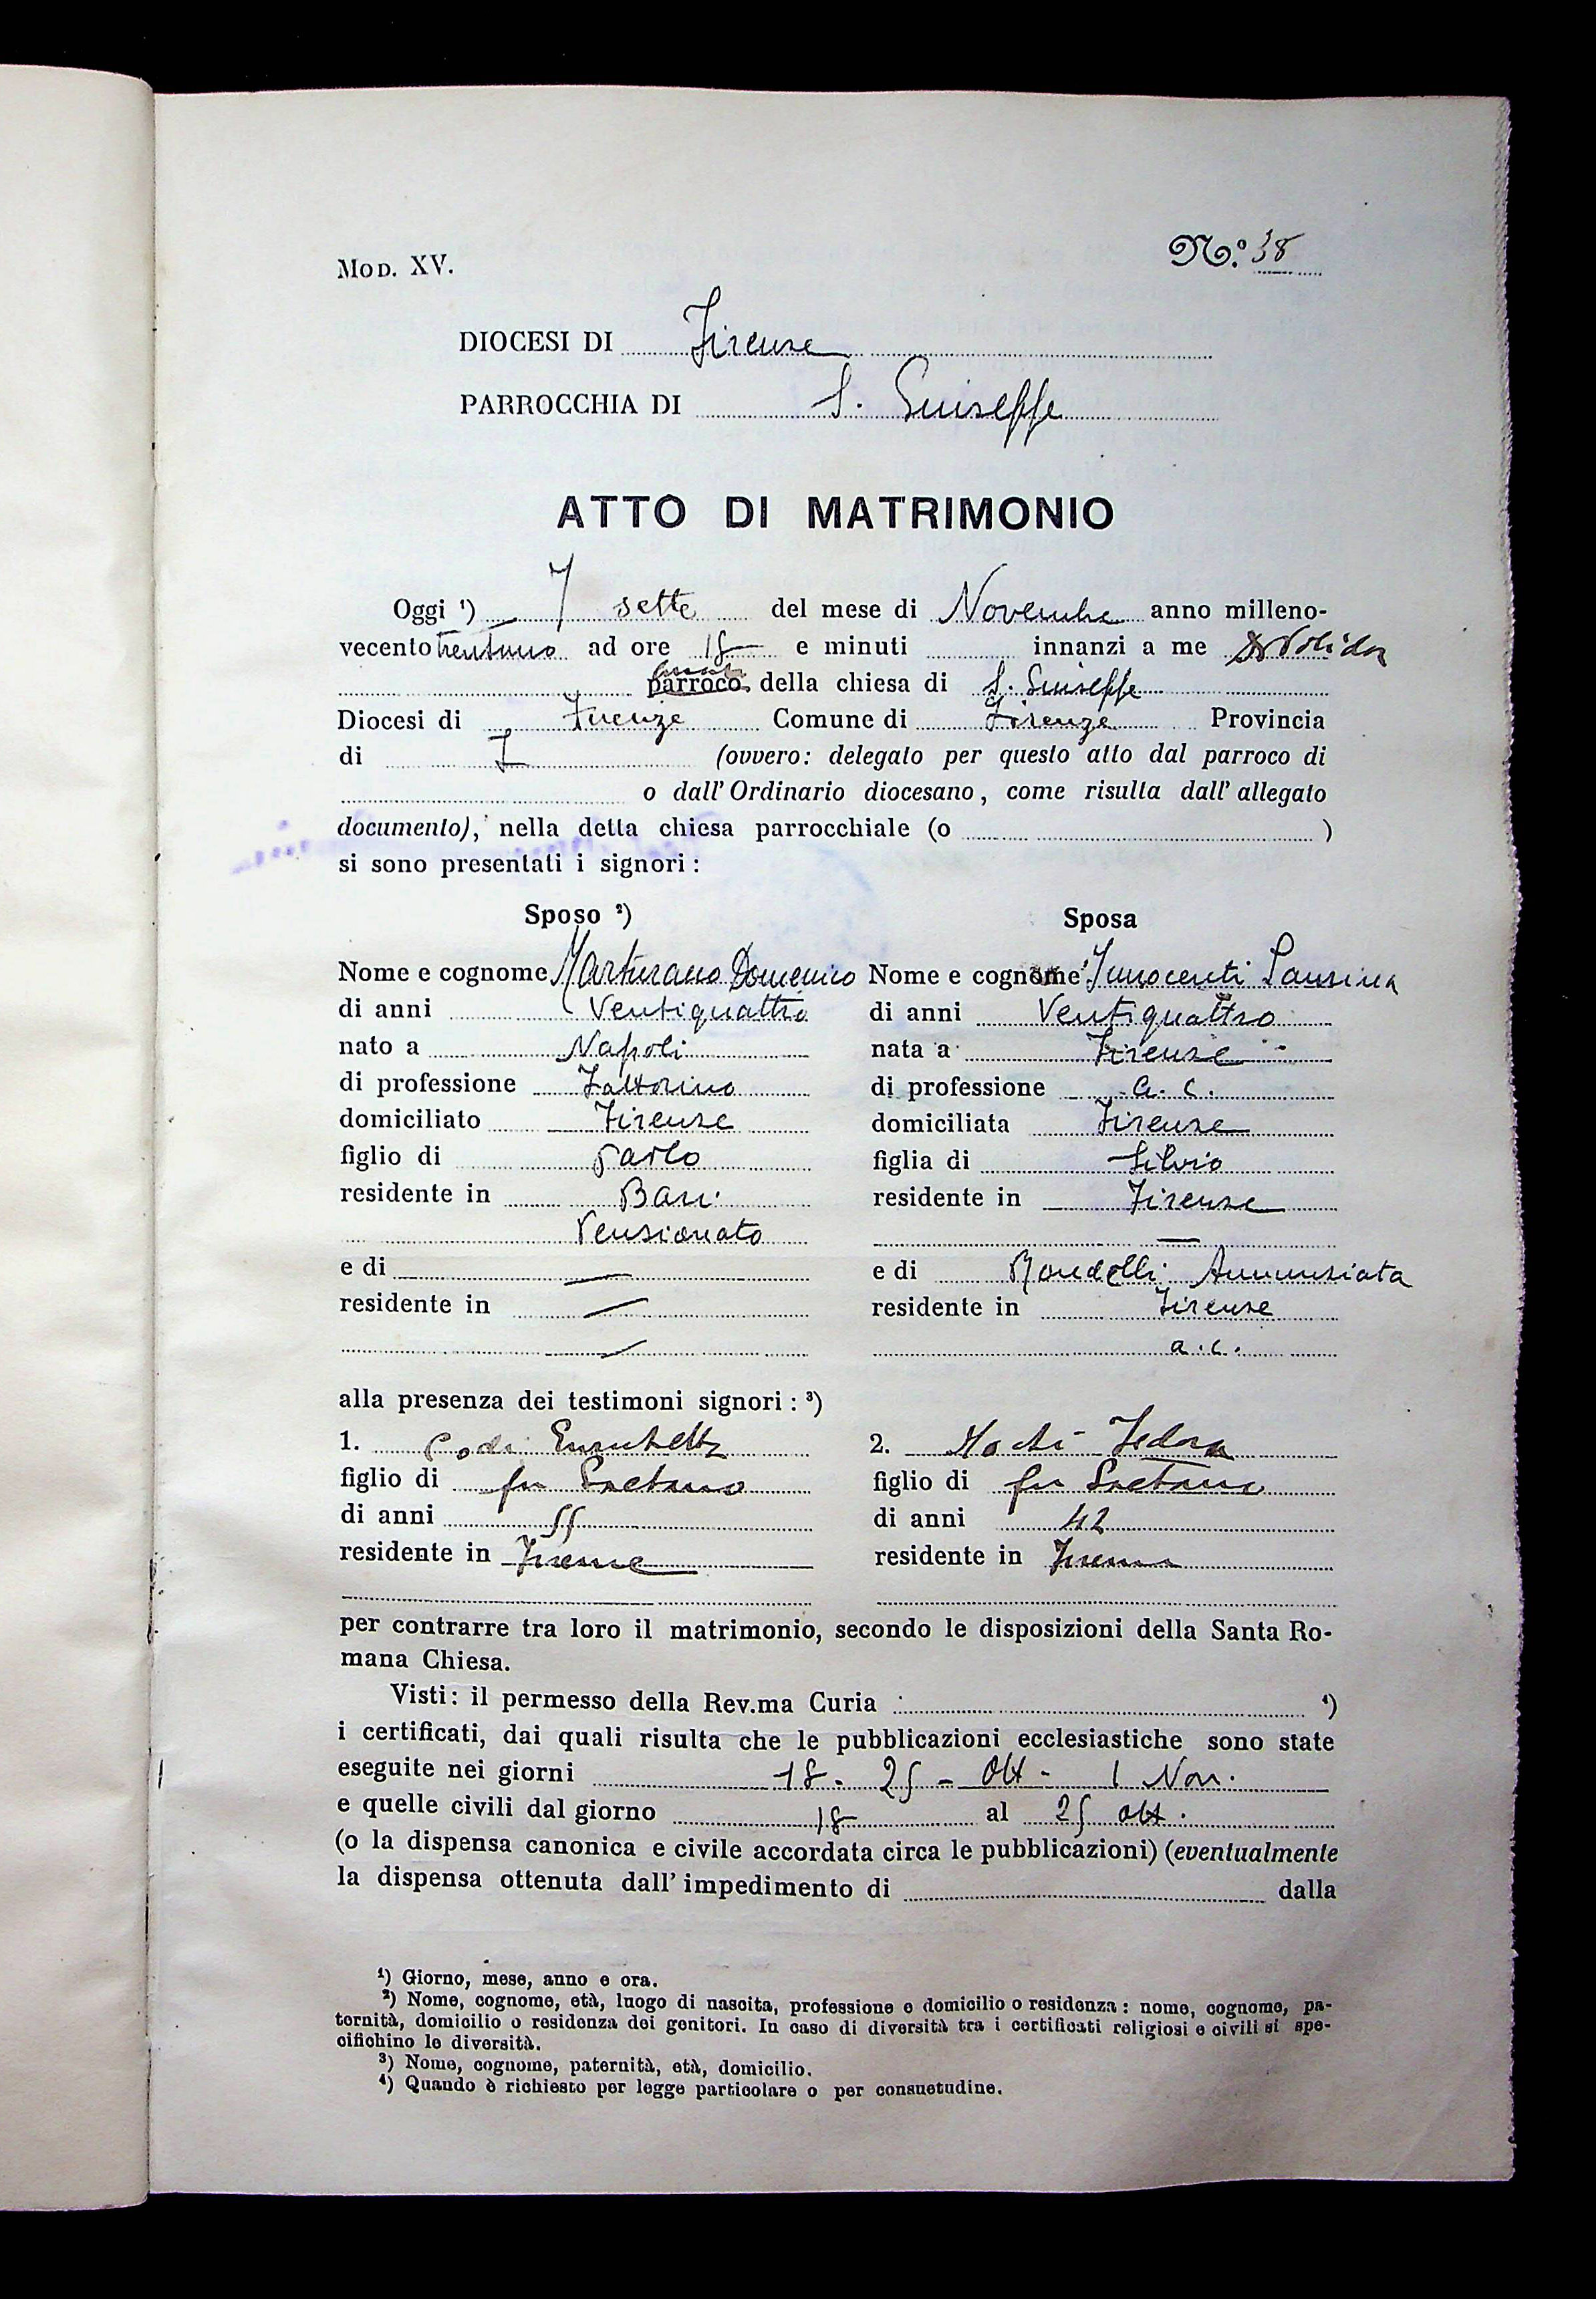 MOD. XV.
N.º 38
DIOCESI DI Firenze
PARROCCHIA DI S. Giuseppe
ATTO DI MATRIMONIO
Oggi ¹) 7 sette del mese di Novembre anno milleno-
vecento trentuno ad ore 18 e minuti innanzi a me
parroco della chiesa di S. Giuseppe
Diocesi di Firenze Comune di Firenze Provincia
di (ovvero: delegato per questo atto dal parroco di
o dall' Ordinario diocesano, come risulta dall' allegato
documento), nella detta chiesa parrocchiale (o )
si sono presentati i signori:
Sposo ²)
Nome e cognome Marturano Domenico
di anni Ventiquattro
nato a Napoli
di professione Fattorino
domiciliato Firenze
figlio di Carlo
residente in Bari
Pensionato
e di —
residente in —
—
Sposa
Nome e cognome Innocenti Laurina
di anni Ventiquattro
nata a Firenze
di professione a. c.
domiciliata Firenze
figlia di Silvio
residente in Firenze
—
e di Mondelli Annunziata
residente in Firenze
a. c.
alla presenza dei testimoni signori: ³)
1.
figlio di fu Gaetano
di anni 55
residente in Firenze
2. Fedora
figlio di fu Gaetano
di anni 42
residente in Firenze
per contrarre tra loro il matrimonio, secondo le disposizioni della Santa Ro-
mana Chiesa.
Visti: il permesso della Rev.ma Curia ⁴)
i certificati, dai quali risulta che le pubblicazioni ecclesiastiche sono state
eseguite nei giorni 18 - 25 - Ott - 1 Nov.
e quelle civili dal giorno 18 al 25 ott.
(o la dispensa canonica e civile accordata circa le pubblicazioni) (eventualmente
la dispensa ottenuta dall' impedimento di dalla
¹) Giorno, mese, anno e ora.
²) Nome, cognome, età, luogo di nascita, professione e domicilio o residenza: nome, cognome, pa-
ternità, domicilio o residenza dei genitori. In caso di diversità tra i certificati religiosi e civili si spe-
cifichino le diversità.
³) Nome, cognome, paternità, età, domicilio.
⁴) Quando è richiesto per legge particolare o per consuetudine.